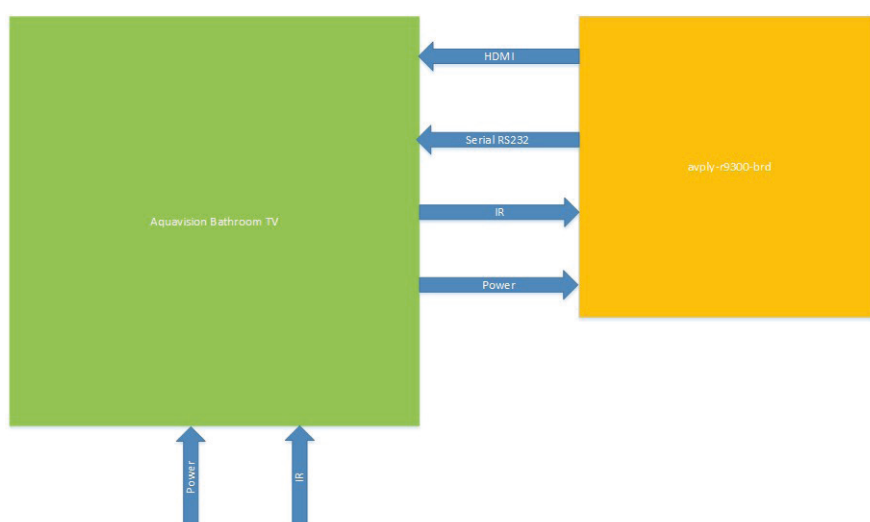 HDMI
Serial RS232
avply-r9300-brd
IR
Aquavision Bathroom TV
Power
Power
IR